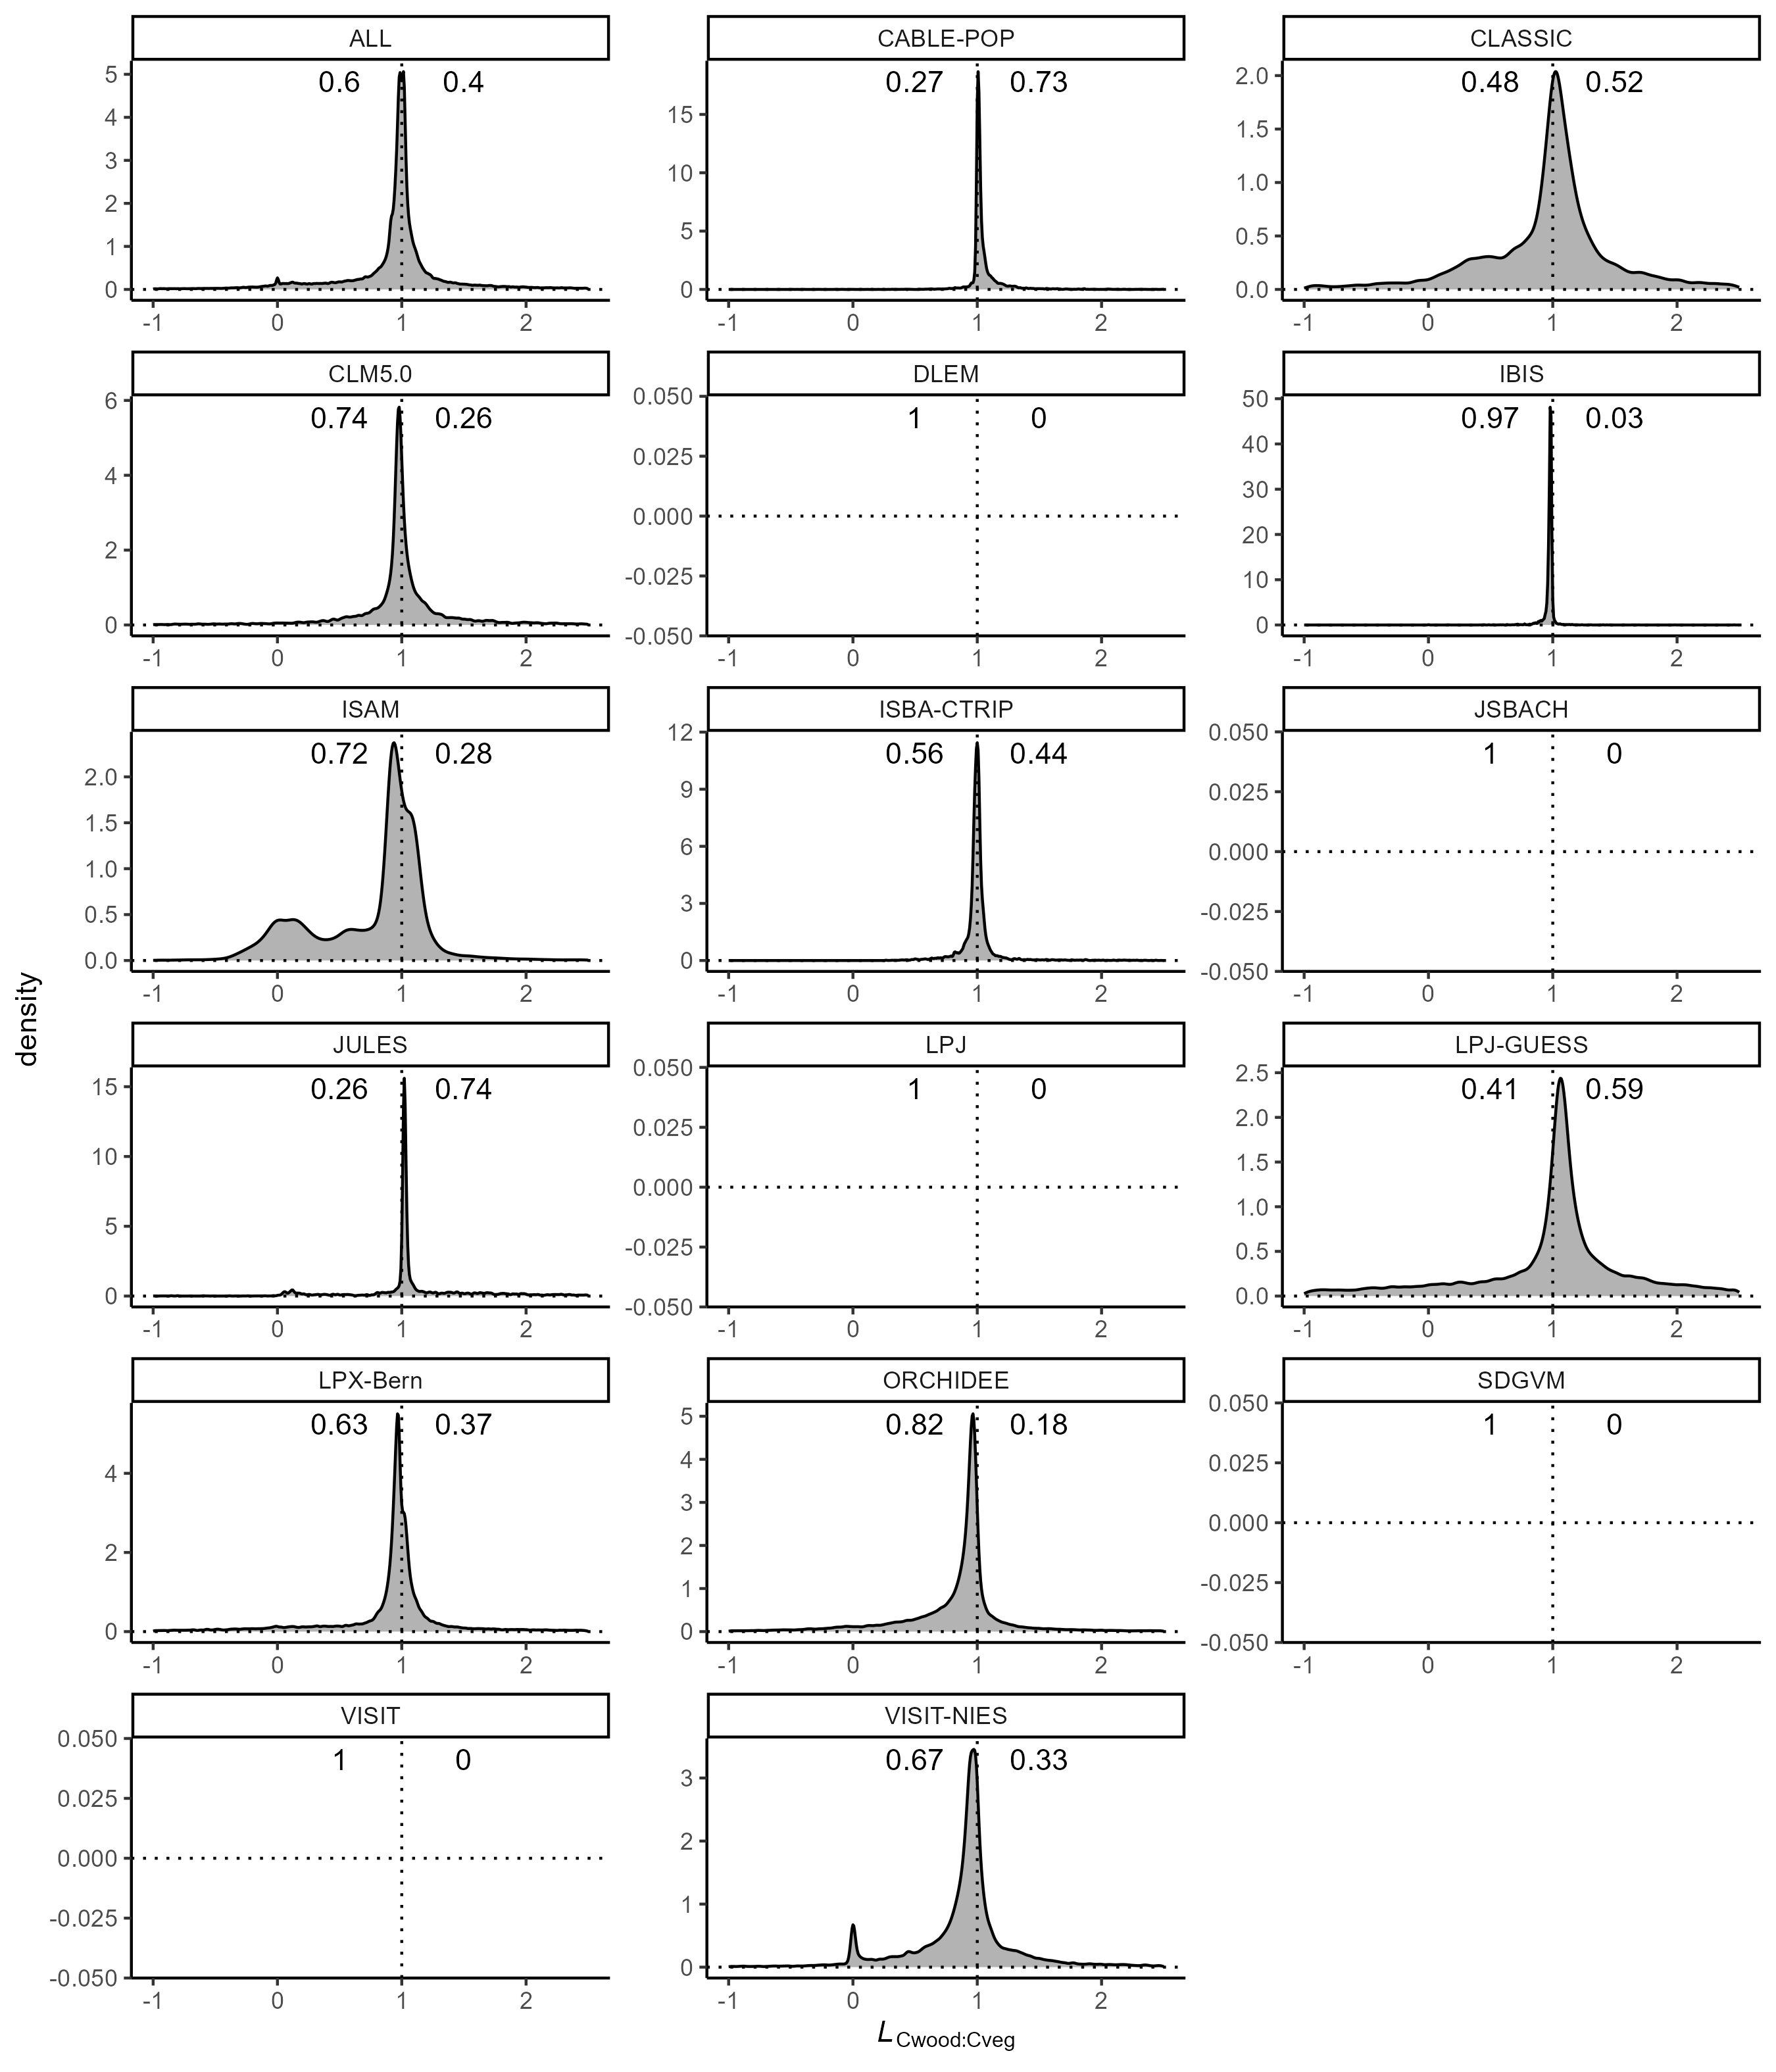 ALL CABLE-POP CLASSIC
0.6 0.4 0.27 0.73 0.48 0.52
5 4 3 2 1 0
15 10 5 0
2.0 1.5 1.0 0.5 0.0
-1 0 1 2 -1 0 1 2 -1 0 1 2
CLM5.0 DLEM IBIS
0.74 0.26 1 0 0.97 0.03
6 4 2 0
0.050 0.025 0.000 -0.025 -0.050
50 40 30 20 10 0
-1 0 1 2 -1 0 1 2 -1 0 1 2
ISAM ISBA-CTRIP JSBACH
0.72 0.28 0.56 0.44 1 0
2.0 1.5 1.0 0.5 0.0
12 9 6 3 0
0.050 0.025 0.000 -0.025 -0.050
-1 0 1 2 -1 0 1 2 -1 0 1 2
density
JULES LPJ LPJ-GUESS
0.26 0.74 1 0 0.41 0.59
15 10 5 0
0.050 0.025 0.000 -0.025 -0.050
2.5 2.0 1.5 1.0 0.5 0.0
-1 0 1 2 -1 0 1 2 -1 0 1 2
LPX-Bern ORCHIDEE SDGVM
0.63 0.37 0.82 0.18 1 0
4 2 0
5 4 3 2 1 0
0.050 0.025 0.000 -0.025 -0.050
-1 0 1 2 -1 0 1 2 -1 0 1 2
VISIT VISIT-NIES
1 0 0.67 0.33
0.050 0.025 0.000 -0.025 -0.050
3 2 1 0
-1 0 1 2 -1 0 1 2
L Cwood:Cveg